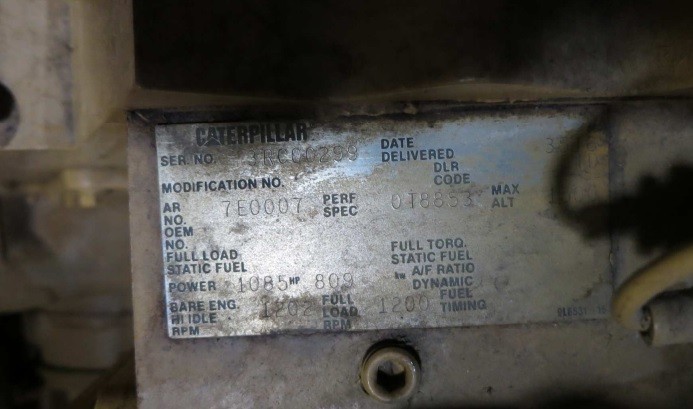 CATERPILLAR
SER. NO. DATE DELIVERED
MODIFICATION NO. DLR CODE
AR NO. 7E0007 PERF SPEC 0T8853 MAX ALT
OEM NO.
FULL LOAD STATIC FUEL FULL TORQ. STATIC FUEL
POWER 1085 HP 809 kw A/F RATIO DYNAMIC
BARE ENG. HI IDLE RPM 1202 FULL LOAD RPM 1200 FUEL TIMING